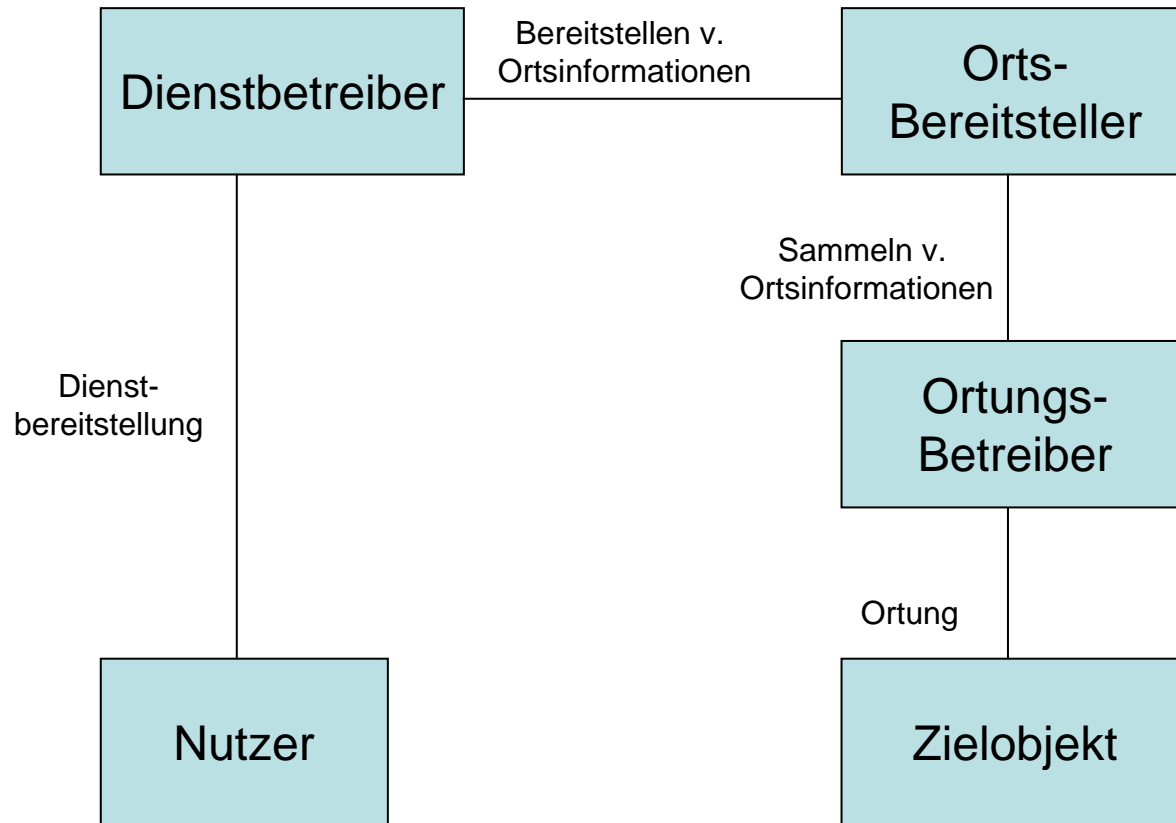 Dienstbetreiber
Bereitstellen v.
Ortsinformationen
Orts-
Bereitsteller
Sammeln v.
Ortsinformationen
Dienst-
bereitstellung
Ortungs-
Betreiber
Ortung
Nutzer
Zielobjekt